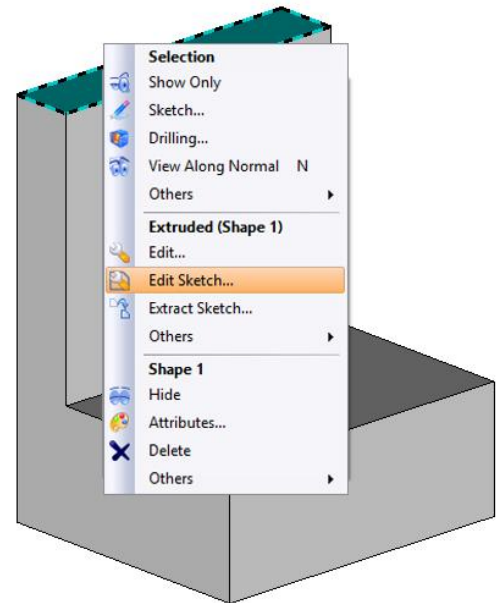 Selection
Show Only
Sketch...
Drilling...
View Along Normal N
Others
Extruded (Shape 1)
Edit...
Edit Sketch...
Extract Sketch...
Others
Shape 1
Hide
Attributes...
Delete
Others